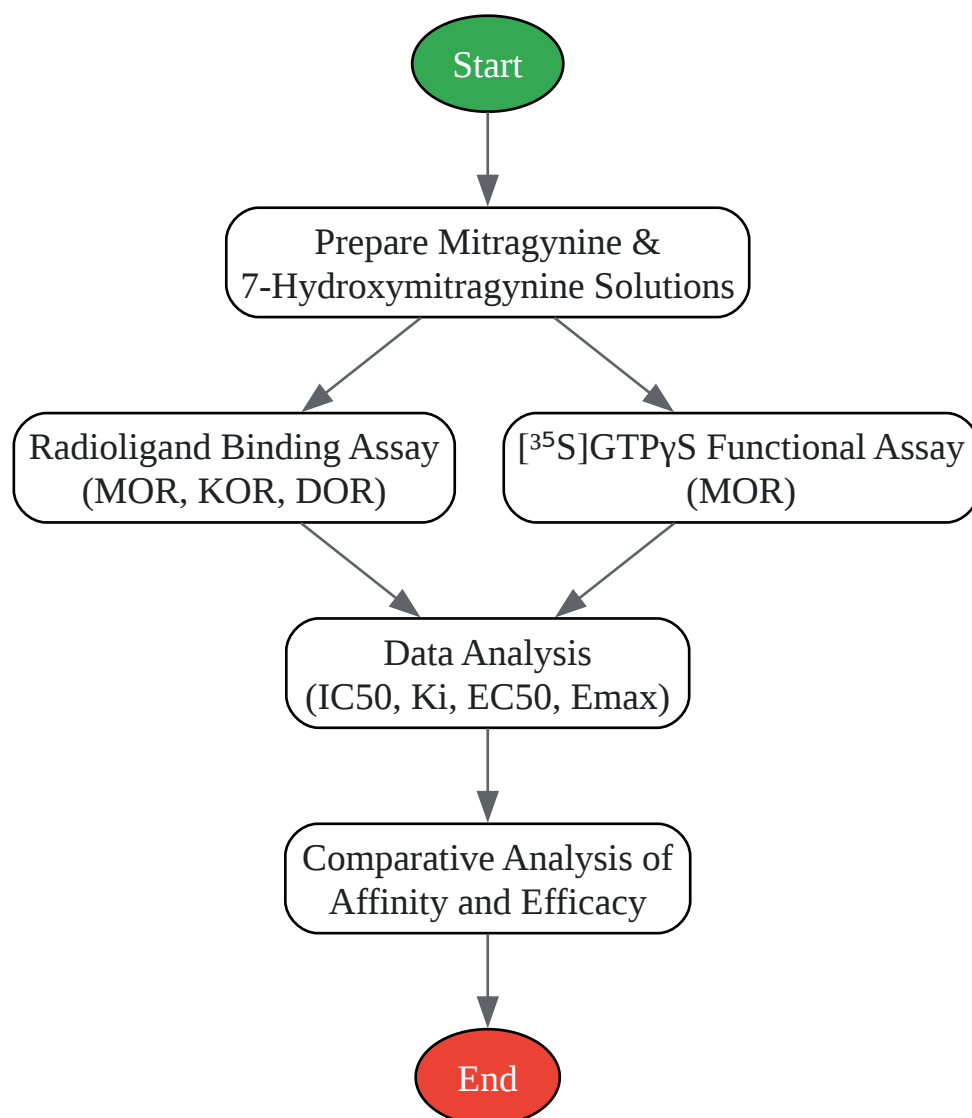 Start
Prepare Mitragynine &
7-Hydroxymitragynine Solutions
Radioligand Binding Assay
(MOR, KOR, DOR)
[³⁵S]GTPγS Functional Assay
(MOR)
Data Analysis
(IC50, Ki, EC50, Emax)
Comparative Analysis of
Affinity and Efficacy
End